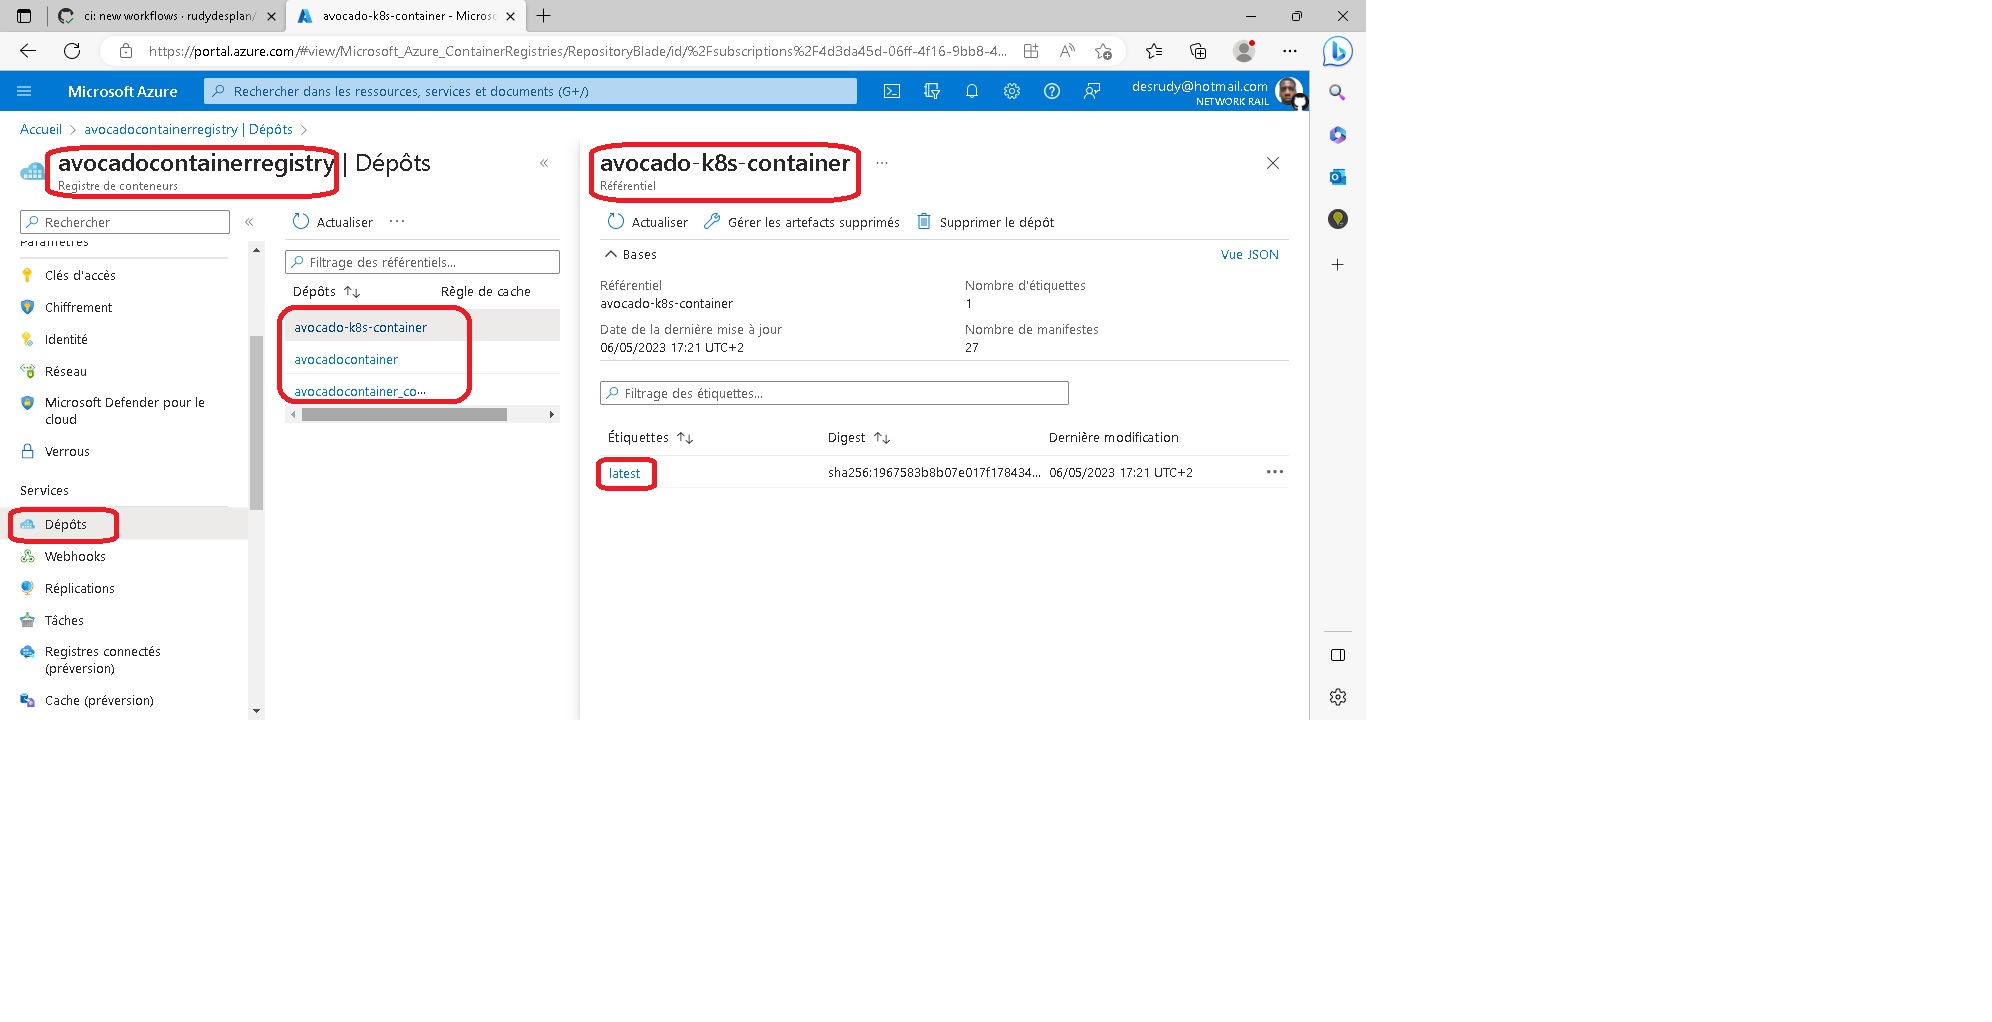 ci: new workflows · rudydesplan/
avocado-k8s-container - Microso
https://portal.azure.com/#view/Microsoft_Azure_ContainerRegistries/RepositoryBlade/id/%2Fsubscriptions%2F4d3da45d-06ff-4f16-9bb8-4...
Microsoft Azure
Rechercher dans les ressources, services et documents (G+/)
desrudy@hotmail.com
NETWORK RAIL
Accueil > avocadocontainerregistry | Dépôts >
avocadocontainerregistry | Dépôts
Registre de conteneurs
Rechercher
Paramètres
Clés d'accès
Chiffrement
Identité
Réseau
Microsoft Defender pour le
cloud
Verrous
Services
Dépôts
Webhooks
Réplications
Tâches
Registres connectés
(préversion)
Cache (préversion)
Actualiser ...
Filtrage des référentiels...
Dépôts Règle de cache
avocado-k8s-container
avocadocontainer
avocadocontainer_co...
avocado-k8s-container ...
Référentiel
Actualiser Gérer les artefacts supprimés Supprimer le dépôt
Bases Vue JSON
Référentiel
avocado-k8s-container
Nombre d'étiquettes
1
Date de la dernière mise à jour
06/05/2023 17:21 UTC+2
Nombre de manifestes
27
Filtrage des étiquettes...
Étiquettes Digest Dernière modification
latest sha256:1967583b8b07e017f178434... 06/05/2023 17:21 UTC+2